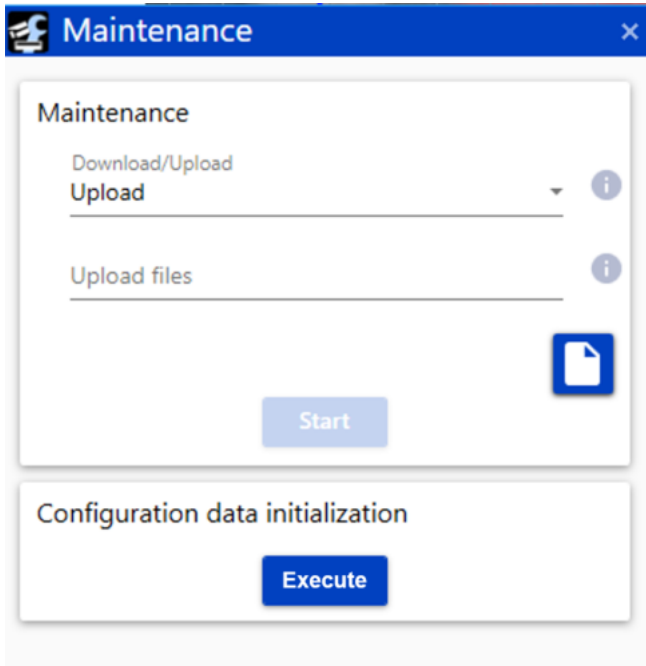 Maintenance
Maintenance
Download/Upload
Upload
Upload files
Start
Configuration data initialization
Execute